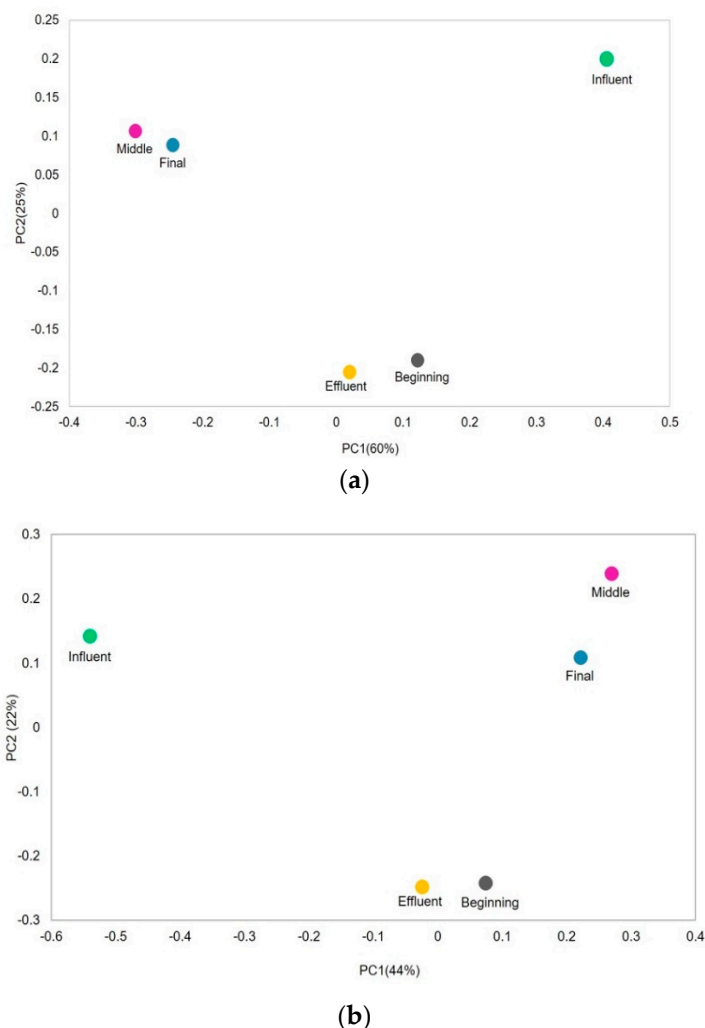 0.25
0.2
0.15
0.1
0.05
0
-0.05
-0.1
-0.15
-0.2
-0.25
PC2(25%)
Influent
Middle
Final
Effluent
Beginning
-0.4 -0.3 -0.2 -0.1 0 0.1 0.2 0.3 0.4 0.5
PC1(60%)
(a)
0.3
0.2
0.1
0
-0.1
-0.2
-0.3
PC2 (22%)
Middle
Influent
Final
Effluent
Beginning
-0.6 -0.5 -0.4 -0.3 -0.2 -0.1 0 0.1 0.2 0.3 0.4
PC1(44%)
(b)